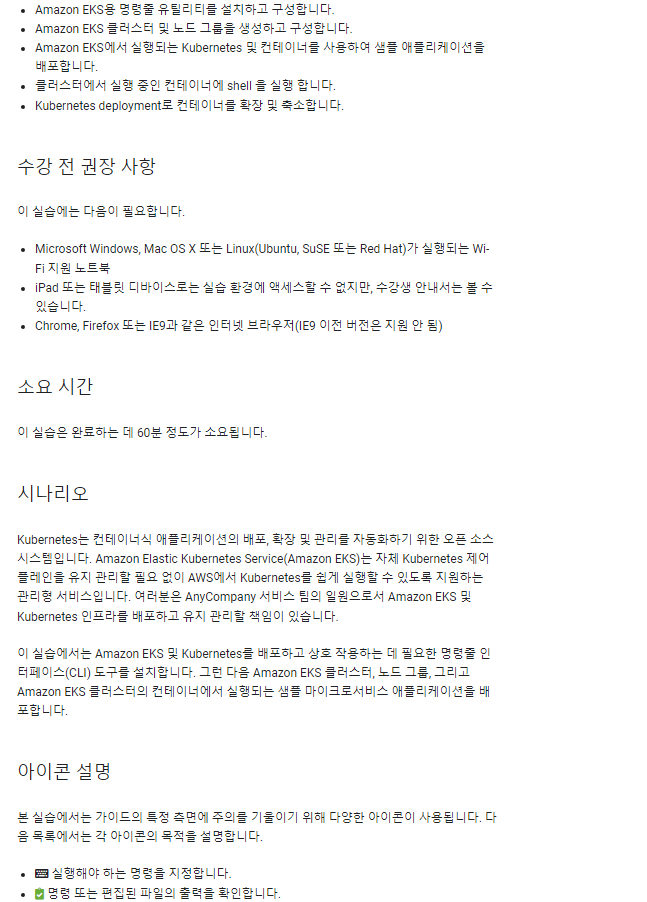 Amazon EKS용 명령줄 유틸리티를 설치하고 구성합니다.
Amazon EKS 클러스터 및 노드 그룹을 생성하고 구성합니다.
Amazon EKS에서 실행되는 Kubernetes 및 컨테이너를 사용하여 샘플 애플리케이션을
배포합니다.
클러스터에서 실행 중인 컨테이너에 shell 을 실행 합니다.
Kubernetes deployment로 컨테이너를 확장 및 축소합니다.
수강 전 권장 사항
이 실습에는 다음이 필요합니다.
Microsoft Windows, Mac OS X 또는 Linux(Ubuntu, SuSE 또는 Red Hat)가 실행되는 Wi-
Fi 지원 노트북
iPad 또는 태블릿 디바이스로는 실습 환경에 액세스할 수 없지만, 수강생 안내서는 볼 수
있습니다.
Chrome, Firefox 또는 IE9과 같은 인터넷 브라우저(IE9 이전 버전은 지원 안 됨)
소요 시간
이 실습은 완료하는 데 60분 정도가 소요됩니다.
시나리오
Kubernetes는 컨테이너식 애플리케이션의 배포, 확장 및 관리를 자동화하기 위한 오픈 소스
시스템입니다. Amazon Elastic Kubernetes Service(Amazon EKS)는 자체 Kubernetes 제어
플레인을 유지 관리할 필요 없이 AWS에서 Kubernetes를 쉽게 실행할 수 있도록 지원하는
관리형 서비스입니다. 여러분은 AnyCompany 서비스 팀의 일원으로서 Amazon EKS 및
Kubernetes 인프라를 배포하고 유지 관리할 책임이 있습니다.
이 실습에서는 Amazon EKS 및 Kubernetes를 배포하고 상호 작용하는 데 필요한 명령줄 인
터페이스(CLI) 도구를 설치합니다. 그런 다음 Amazon EKS 클러스터, 노드 그룹, 그리고
Amazon EKS 클러스터의 컨테이너에서 실행되는 샘플 마이크로서비스 애플리케이션을 배
포합니다.
아이콘 설명
본 실습에서는 가이드의 특정 측면에 주의를 기울이기 위해 다양한 아이콘이 사용됩니다. 다
음 목록에서는 각 아이콘의 목적을 설명합니다.
실행해야 하는 명령을 지정합니다.
명령 또는 편집된 파일의 출력을 확인합니다.